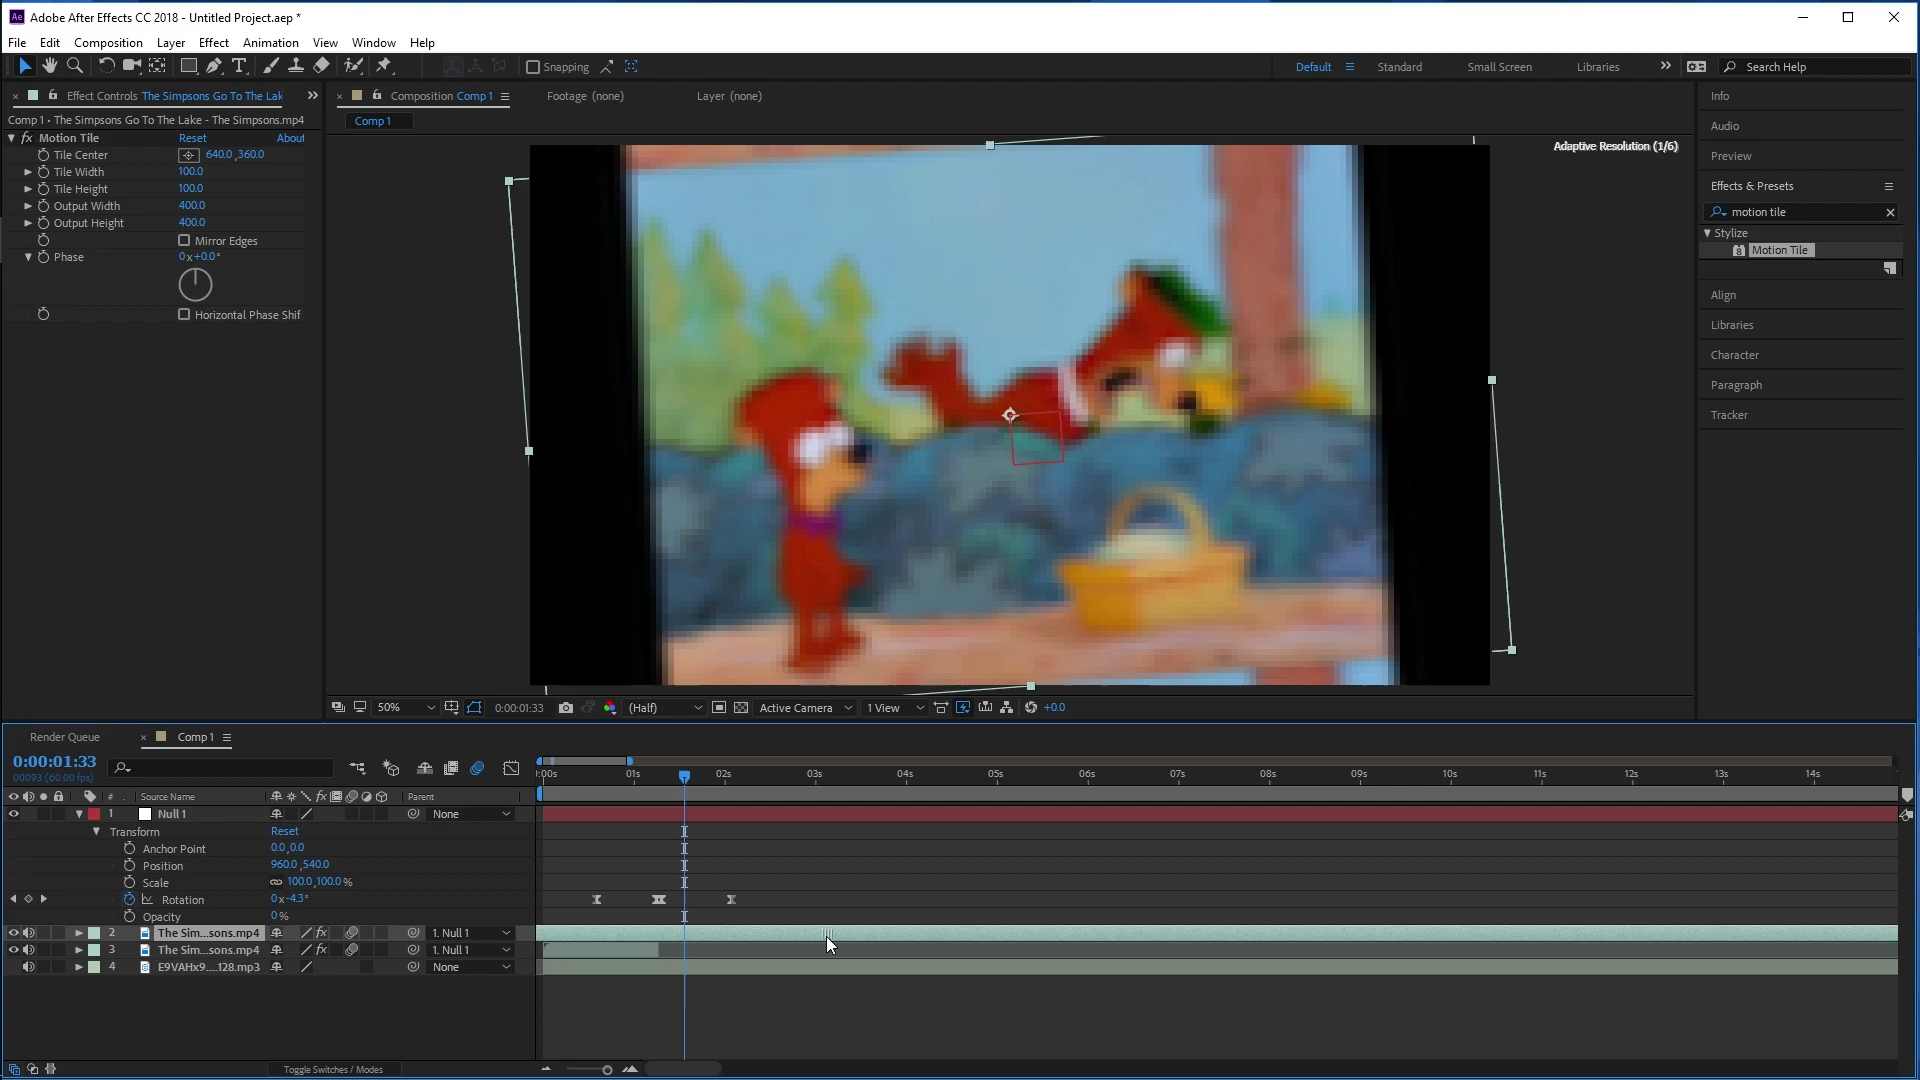 Ae Adobe After Effects CC 2018 - Untitled Project.aep *
File Edit Composition Layer Effect Animation View Window Help
Snapping Default Standard Small Screen Libraries Search Help
Effect Controls The Simpsons Go To The Lak
Composition Comp 1 Footage (none) Layer (none)
Info
Comp 1 • The Simpsons Go To The Lake - The Simpsons.mp4
Comp 1
Audio
fx Motion Tile Reset About
Adaptive Resolution (1/6)
Tile Center 640.0 ,360.0
Preview
Tile Width 100.0
Tile Height 100.0
Effects & Presets
Output Width 400.0
motion tile
Output Height 400.0
Stylize
Mirror Edges
Motion Tile
Phase 0x+0.0°
Horizontal Phase Shif
Align
Libraries
Character
Paragraph
Tracker
50% 0:00:01:33 (Half) Active Camera 1 View +0.0
Render Queue Comp 1
0:00:01:33
00093 (60.00 fps)
:00s 01s 02s 03s 04s 05s 06s 07s 08s 09s 10s 11s 12s 13s 14s
# Source Name fx Parent
1 Null 1 None
Transform Reset
Anchor Point 0.0,0.0
Position 960.0 ,540.0
Scale 100.0,100.0 %
Rotation 0x-4.3°
Opacity 0 %
2 The Sim...sons.mp4 fx 1. Null 1
3 The Sim...sons.mp4 fx 1. Null 1
4 E9VAHx9....128.mp3 None
Toggle Switches / Modes